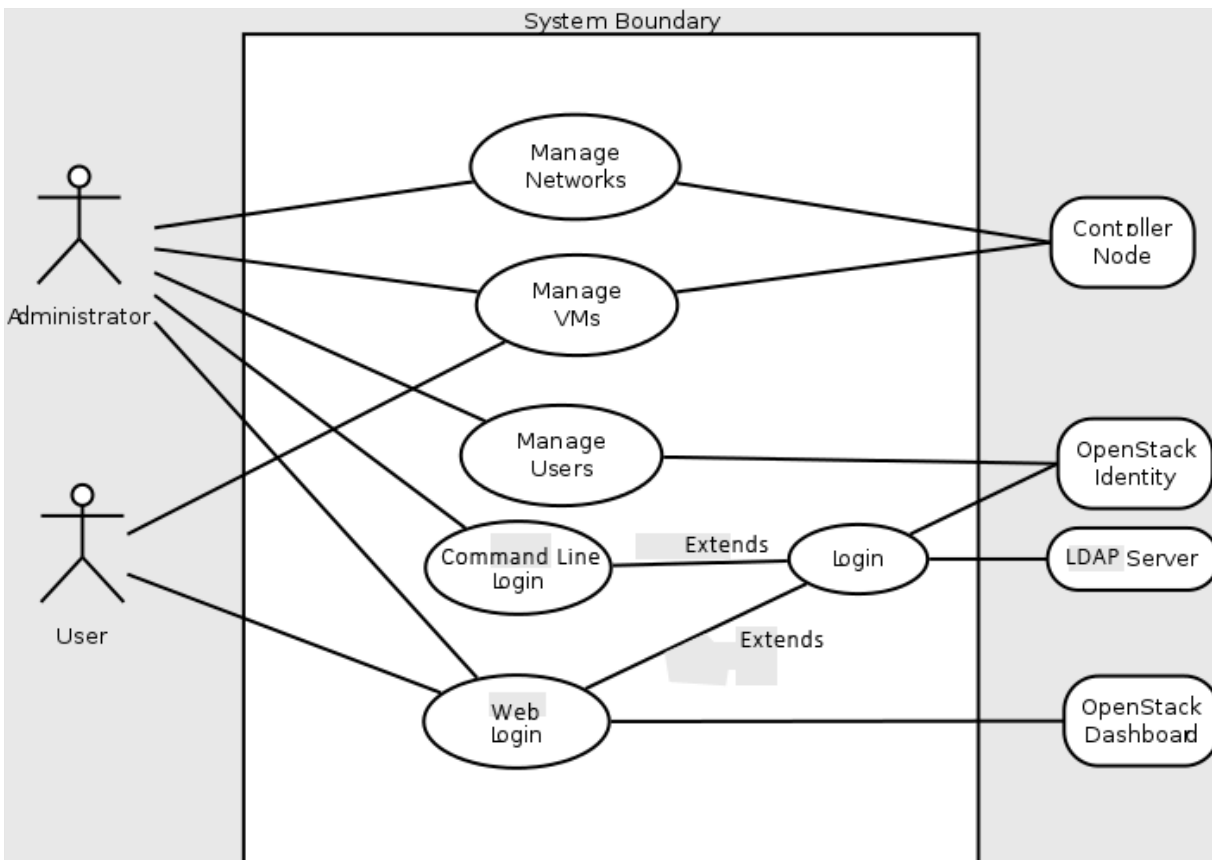 System Boundary
Manage
Networks
Controller
Node
Administrator
Manage
VMs
Manage
Users
OpenStack
Identity
Command Line
Login
Extends
Login
LDAP Server
User
Extends
Web
Login
OpenStack
Dashboard